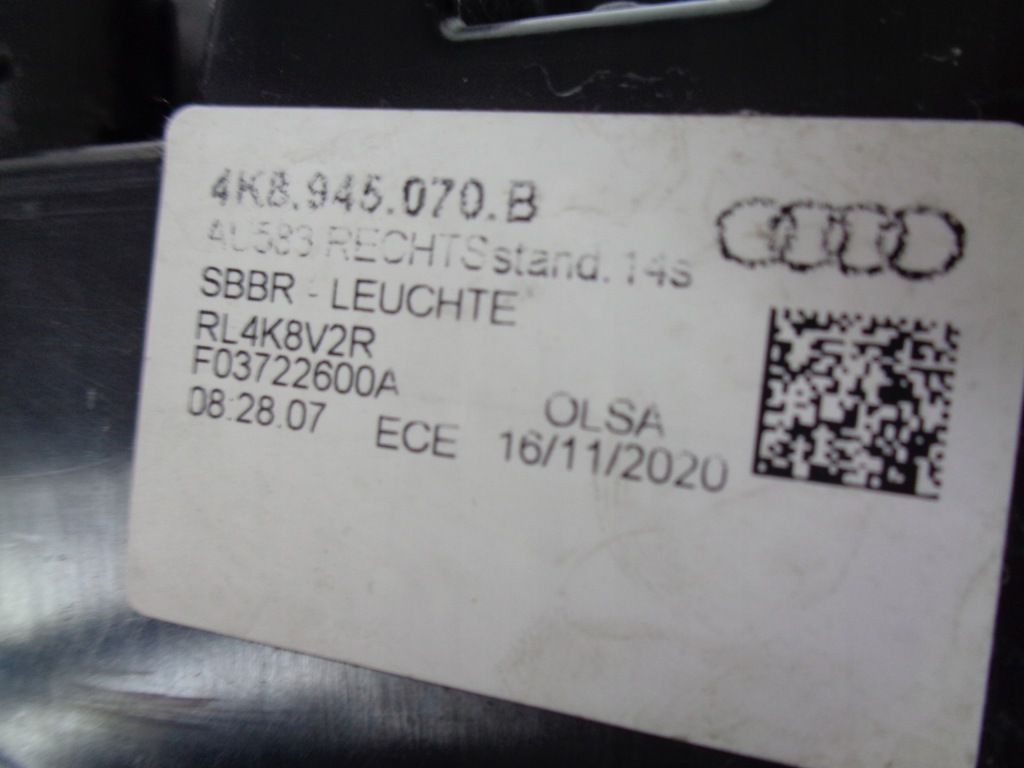 4K8.945.070.B
AU583 RECHTS stand. 14s
SBBR - LEUCHTE
RL4K8V2R
F03722600A
08:28.07 ECE
OLSA
16/11/2020